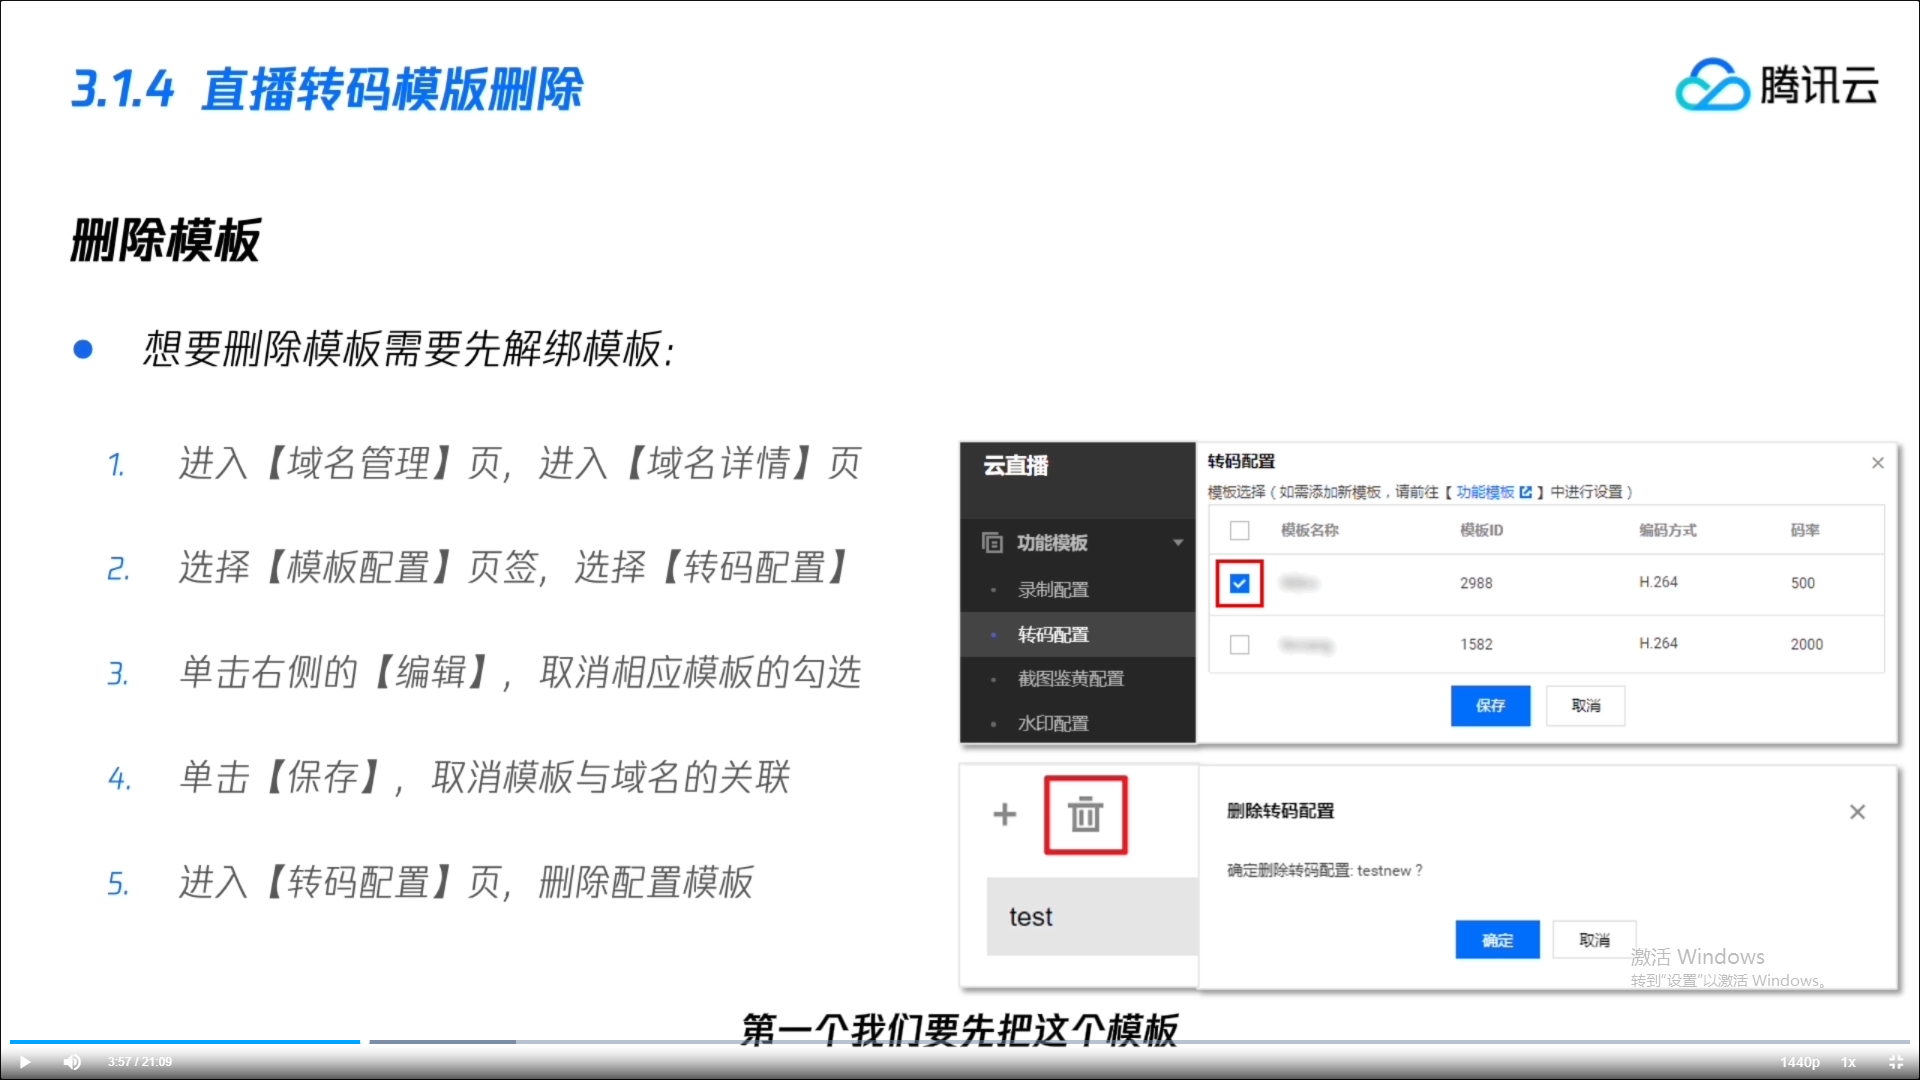 3.1.4 直播转码模版删除
腾讯云
删除模板
想要删除模板需要先解绑模板:
1. 进入【域名管理】页，进入【域名详情】页
2. 选择【模板配置】页签，选择【转码配置】
3. 单击右侧的【编辑】，取消相应模板的勾选
4. 单击【保存】，取消模板与域名的关联
5. 进入【转码配置】页，删除配置模板
云直播
功能模板
录制配置
转码配置
截图鉴黄配置
水印配置
转码配置
模板选择（如需添加新模板，请前往【功能模板】中进行设置）
模板名称 模板ID 编码方式 码率
2988 H.264 500
1582 H.264 2000
保存 取消
test
删除转码配置
确定删除转码配置: testnew？
确定 取消
激活 Windows
转到“设置”以激活 Windows。
第一个我们要先把这个模板
3:57 / 21:09
1440p 1x